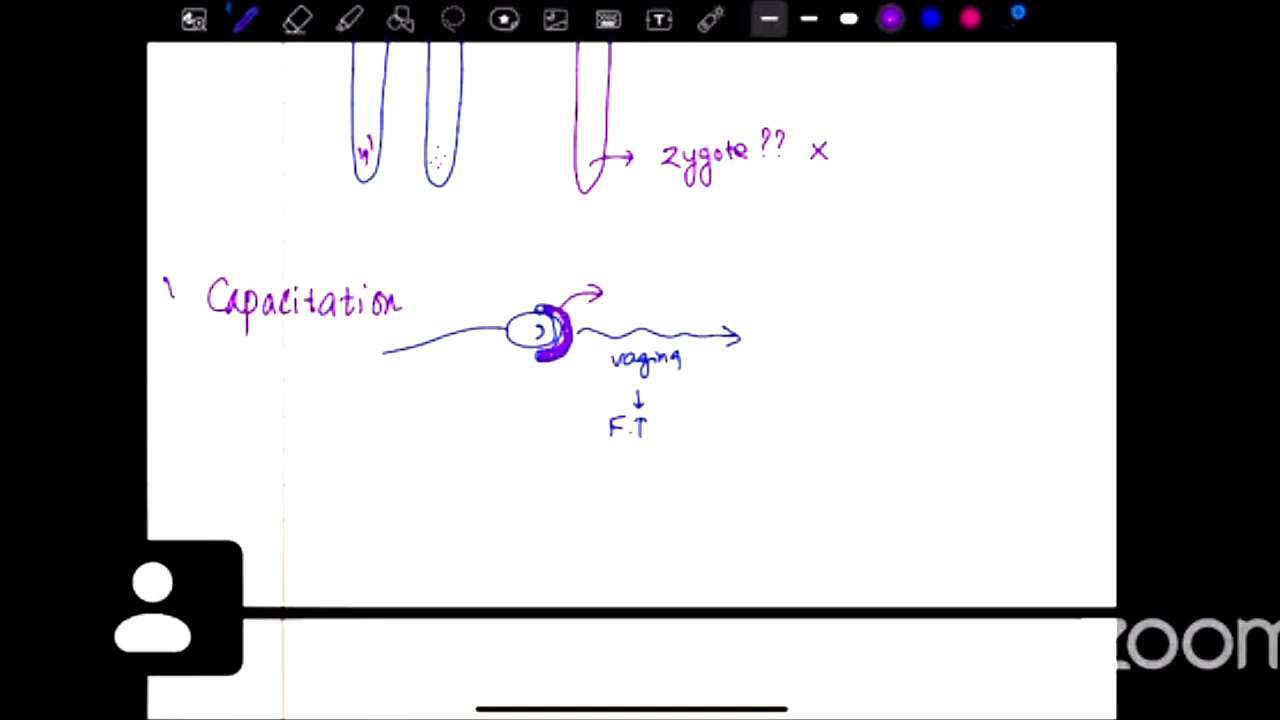 zygote ?? x
Capacitation
vagina
↓
F.T
zoom